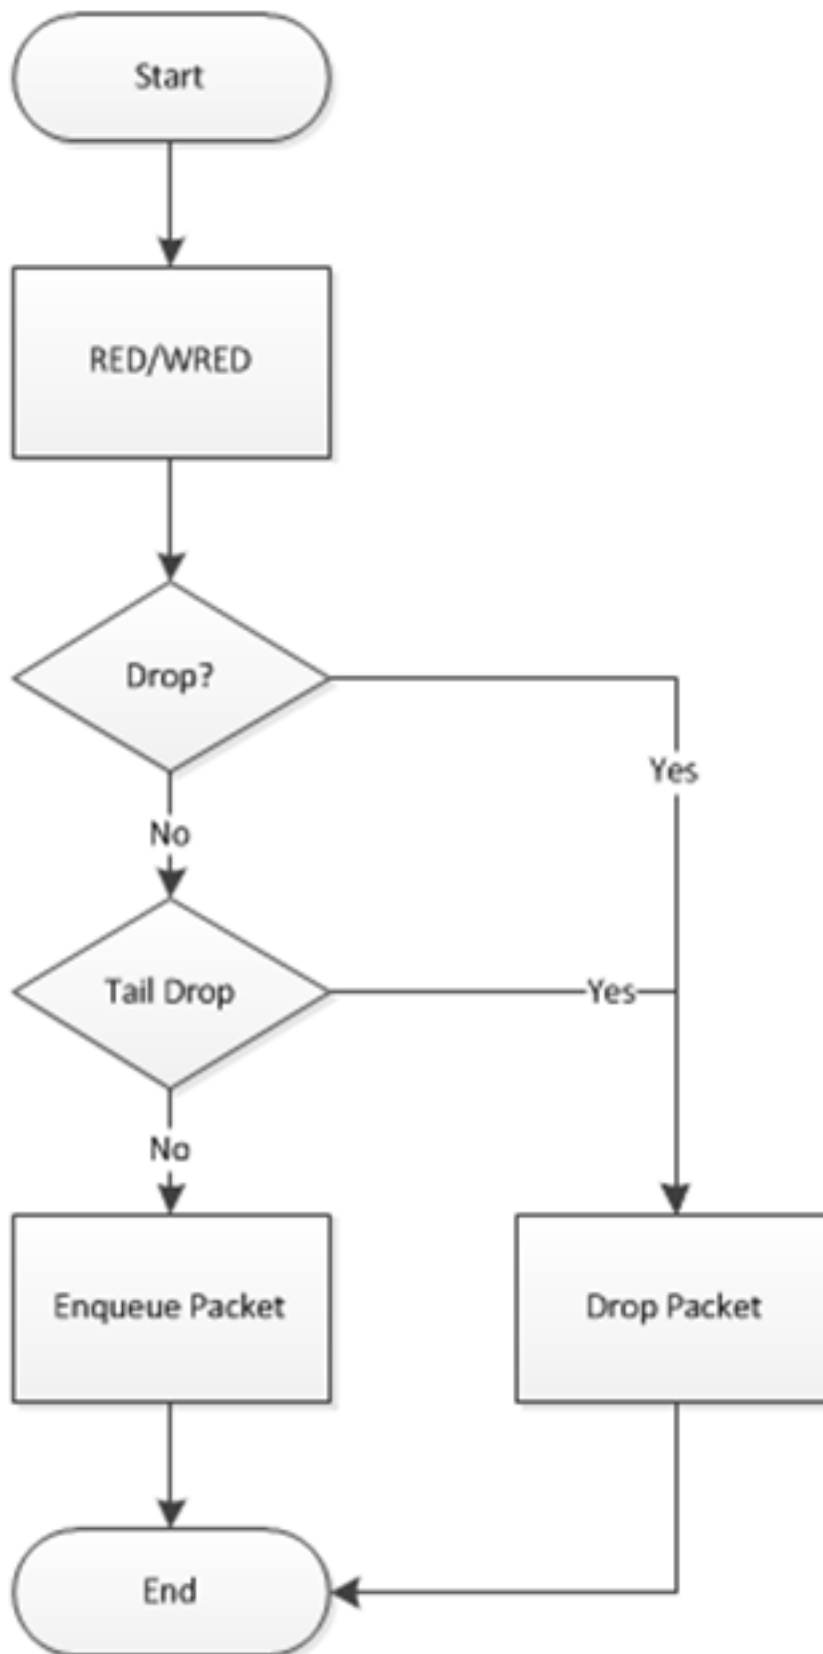 Start
RED/WRED
Drop?
Yes
No
Tail Drop
Yes
No
Enqueue Packet
Drop Packet
End